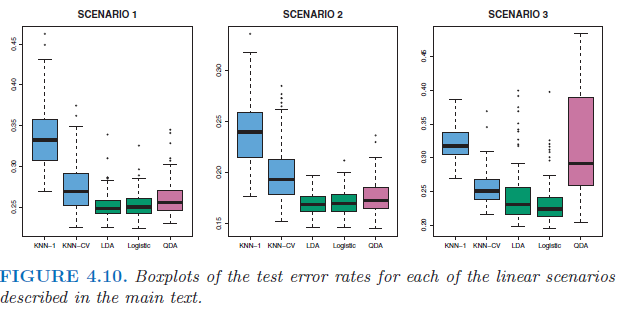 SCENARIO 1
SCENARIO 2
SCENARIO 3
0.45
0.40
0.35
0.30
0.25
KNN−1 KNN−CV LDA Logistic QDA
0.30
0.25
0.20
0.15
KNN−1 KNN−CV LDA Logistic QDA
0.45
0.40
0.35
0.30
0.25
0.20
KNN−1 KNN−CV LDA Logistic QDA
FIGURE 4.10. Boxplots of the test error rates for each of the linear scenarios
described in the main text.